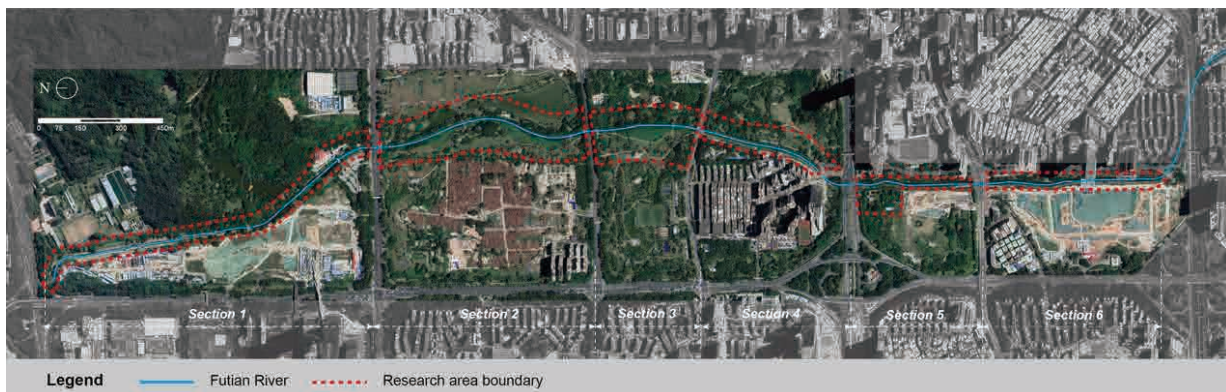 N
0 75 150 300 450m
Section 1 Section 2 Section 3 Section 4 Section 5 Section 6
Legend Futian River Research area boundary